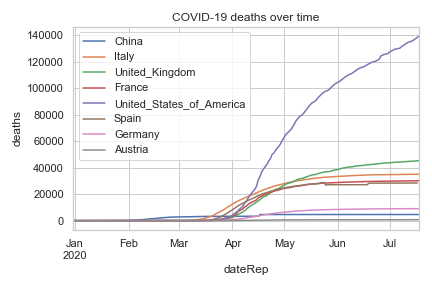 COVID-19 deaths over time
140000
120000
100000
80000
60000
40000
20000
0
deaths
China
Italy
United_Kingdom
France
United_States_of_America
Spain
Germany
Austria
Jan Feb Mar Apr May Jun Jul
2020
dateRep